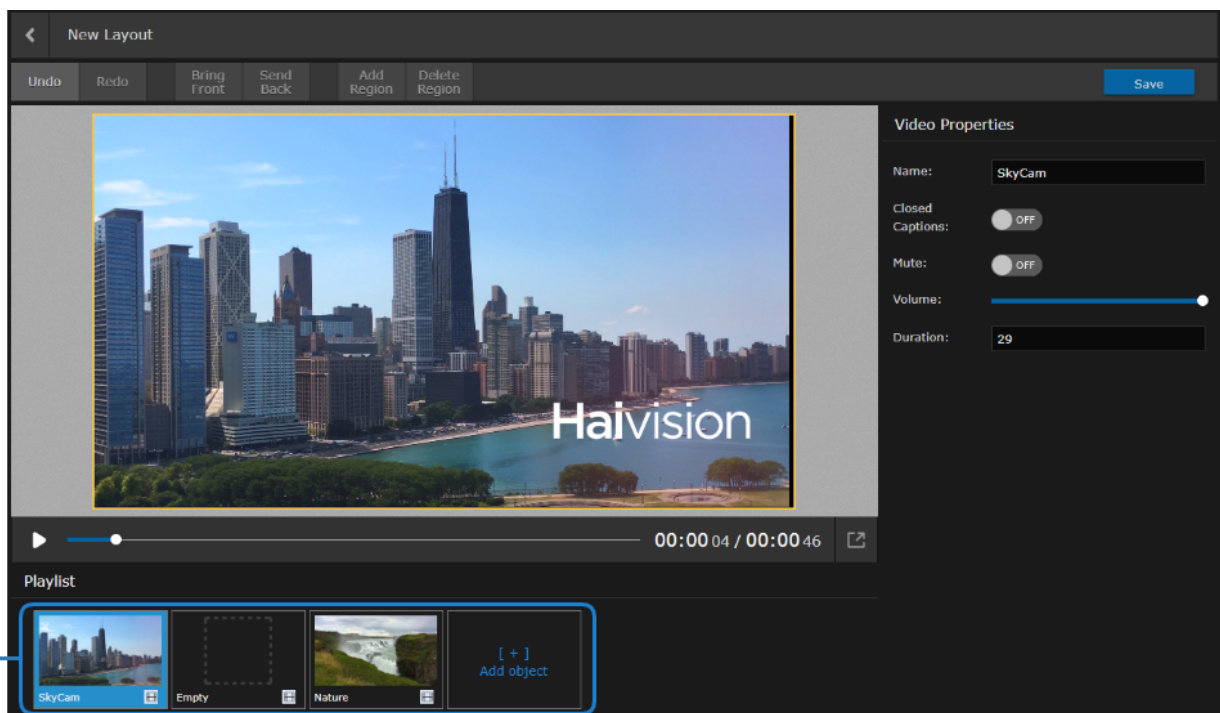 New Layout
Undo
Redo
Bring
Front
Send
Back
Add
Region
Delete
Region
Save
Video Properties
Name:
SkyCam
Closed
Captions:
OFF
Mute:
OFF
Volume:
Duration:
29
Haivision
00:00 04 / 00:00 46
Playlist
SkyCam
Empty
Nature
[ + ]
Add object